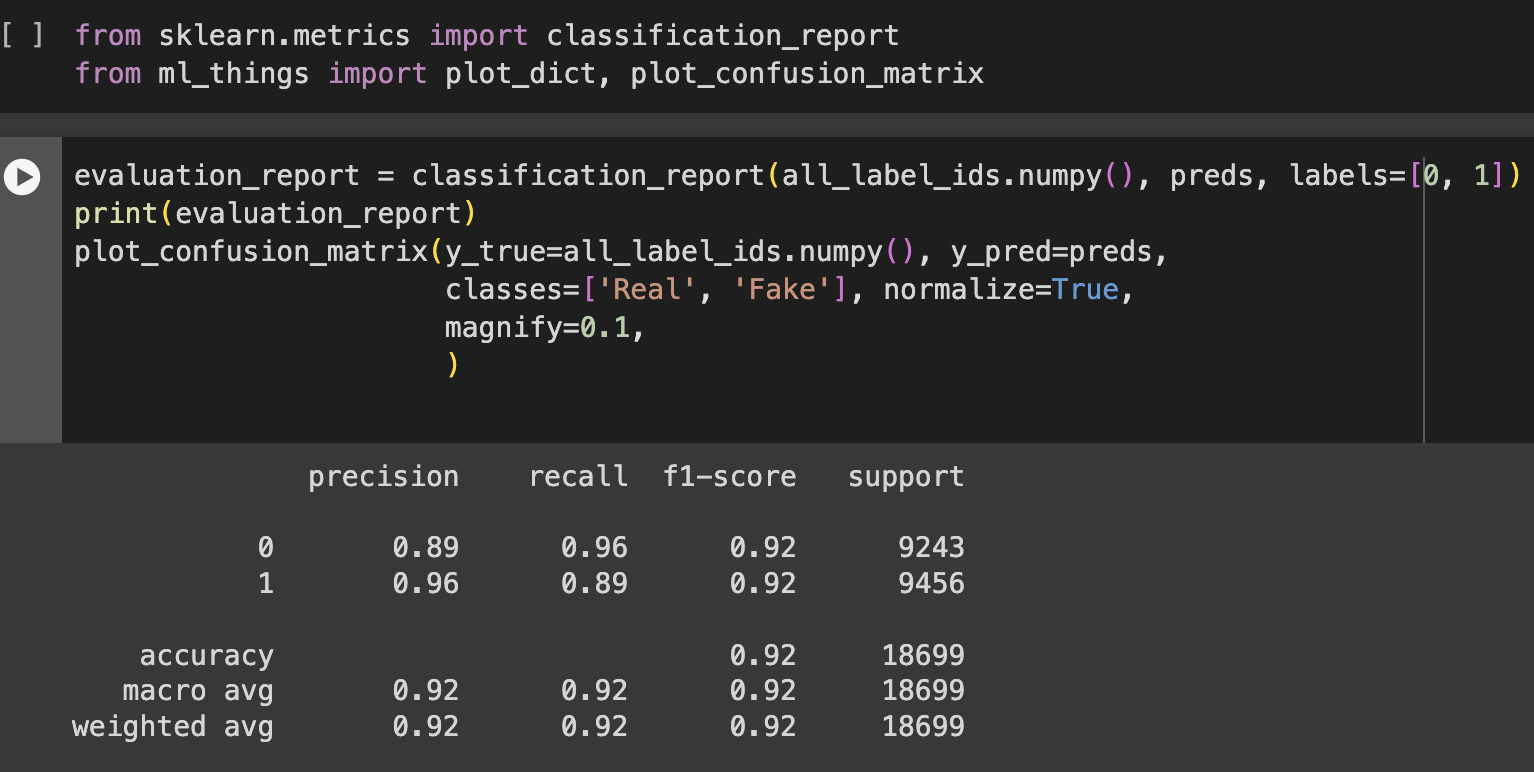 [ ] from sklearn.metrics import classification_report
from ml_things import plot_dict, plot_confusion_matrix
evaluation_report = classification_report(all_label_ids.numpy(), preds, labels=[0, 1])
print(evaluation_report)
plot_confusion_matrix(y_true=all_label_ids.numpy(), y_pred=preds,
classes=['Real', 'Fake'], normalize=True,
magnify=0.1,
)
precision recall f1-score support
0 0.89 0.96 0.92 9243
1 0.96 0.89 0.92 9456
accuracy 0.92 18699
macro avg 0.92 0.92 0.92 18699
weighted avg 0.92 0.92 0.92 18699